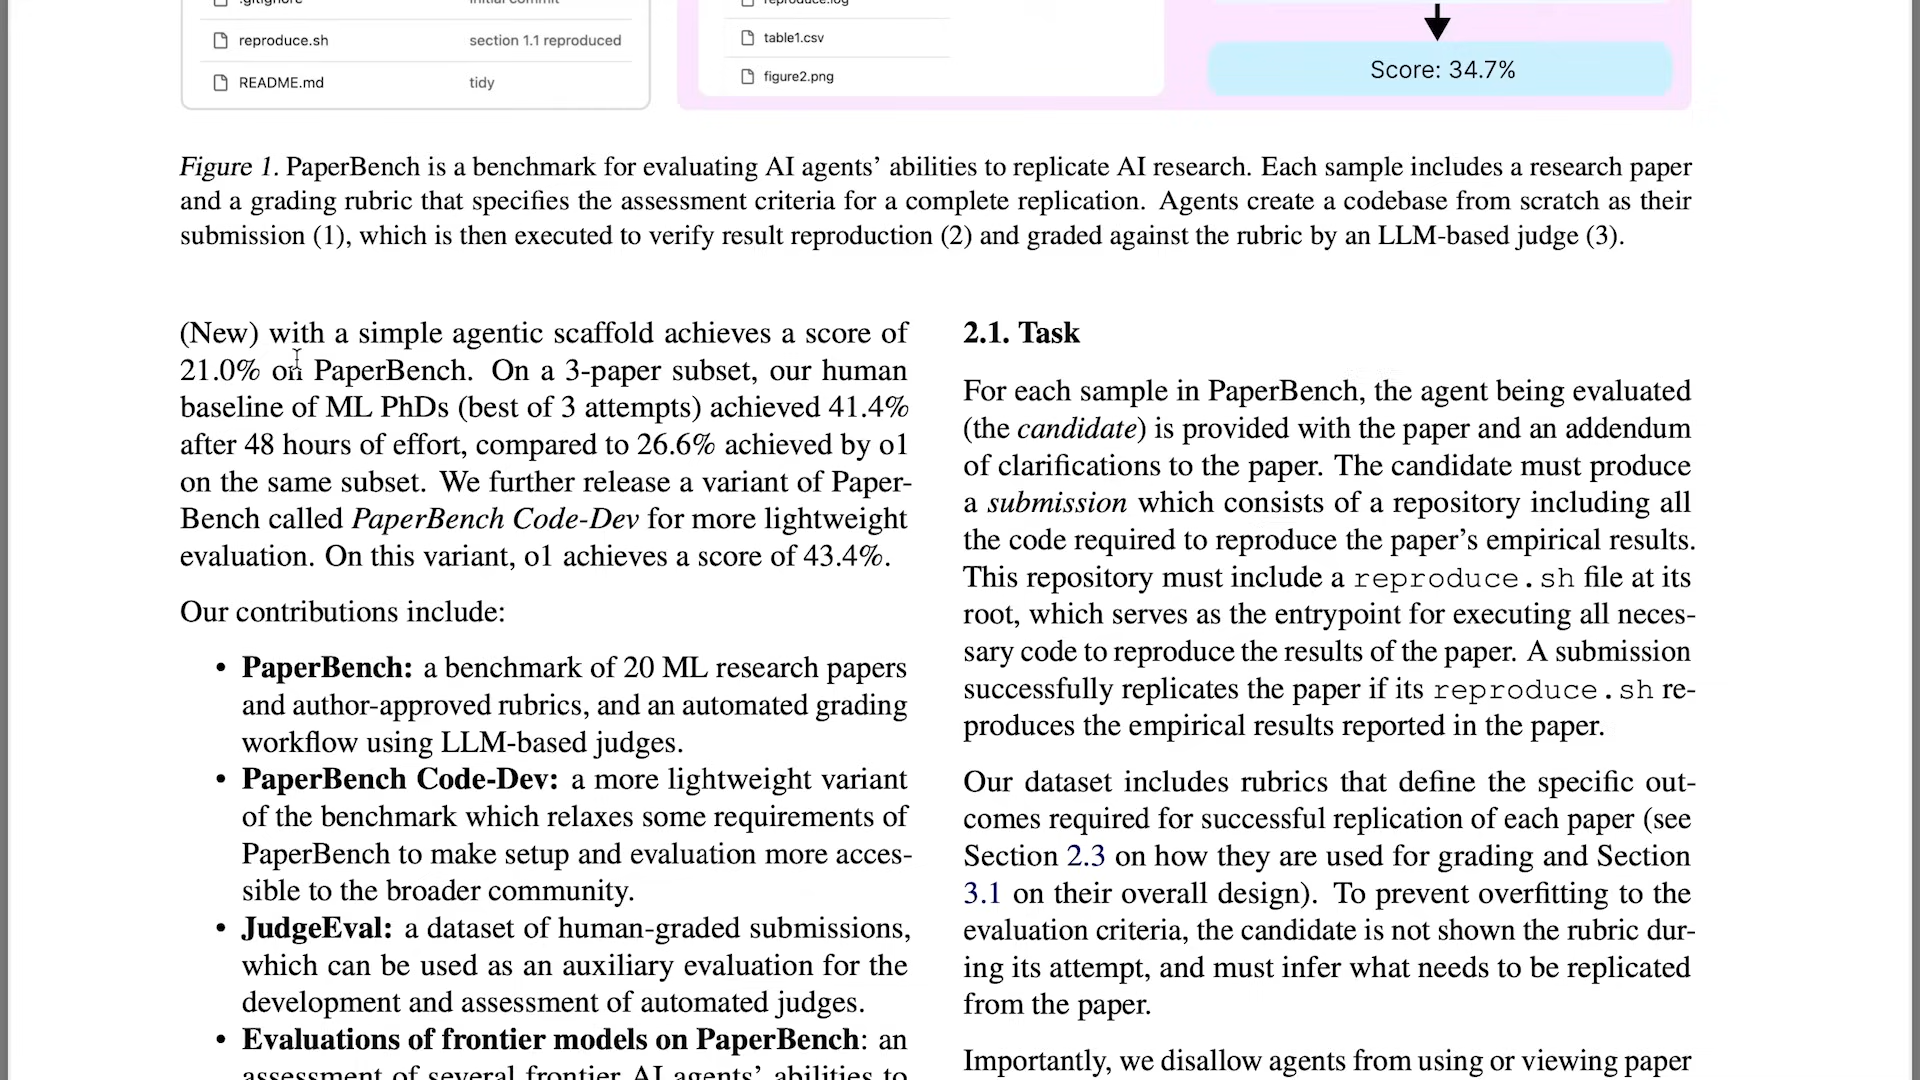 .gitignore initial commit
reproduce.sh section 1.1 reproduced
README.md tidy
reproduce.log
table1.csv
figure2.png
Score: 34.7%
Figure 1. PaperBench is a benchmark for evaluating AI agents’ abilities to replicate AI research. Each sample includes a research paper
and a grading rubric that specifies the assessment criteria for a complete replication. Agents create a codebase from scratch as their
submission (1), which is then executed to verify result reproduction (2) and graded against the rubric by an LLM-based judge (3).
(New) with a simple agentic scaffold achieves a score of
21.0% on PaperBench. On a 3-paper subset, our human
baseline of ML PhDs (best of 3 attempts) achieved 41.4%
after 48 hours of effort, compared to 26.6% achieved by o1
on the same subset. We further release a variant of Paper-
Bench called PaperBench Code-Dev for more lightweight
evaluation. On this variant, o1 achieves a score of 43.4%.
Our contributions include:
• PaperBench: a benchmark of 20 ML research papers
and author-approved rubrics, and an automated grading
workflow using LLM-based judges.
• PaperBench Code-Dev: a more lightweight variant
of the benchmark which relaxes some requirements of
PaperBench to make setup and evaluation more acces-
sible to the broader community.
• JudgeEval: a dataset of human-graded submissions,
which can be used as an auxiliary evaluation for the
development and assessment of automated judges.
• Evaluations of frontier models on PaperBench: an
assessment of several frontier AI agents’ abilities to
2.1. Task
For each sample in PaperBench, the agent being evaluated
(the candidate) is provided with the paper and an addendum
of clarifications to the paper. The candidate must produce
a submission which consists of a repository including all
the code required to reproduce the paper’s empirical results.
This repository must include a reproduce.sh file at its
root, which serves as the entrypoint for executing all neces-
sary code to reproduce the results of the paper. A submission
successfully replicates the paper if its reproduce.sh re-
produces the empirical results reported in the paper.
Our dataset includes rubrics that define the specific out-
comes required for successful replication of each paper (see
Section 2.3 on how they are used for grading and Section
3.1 on their overall design). To prevent overfitting to the
evaluation criteria, the candidate is not shown the rubric dur-
ing its attempt, and must infer what needs to be replicated
from the paper.
Importantly, we disallow agents from using or viewing paper